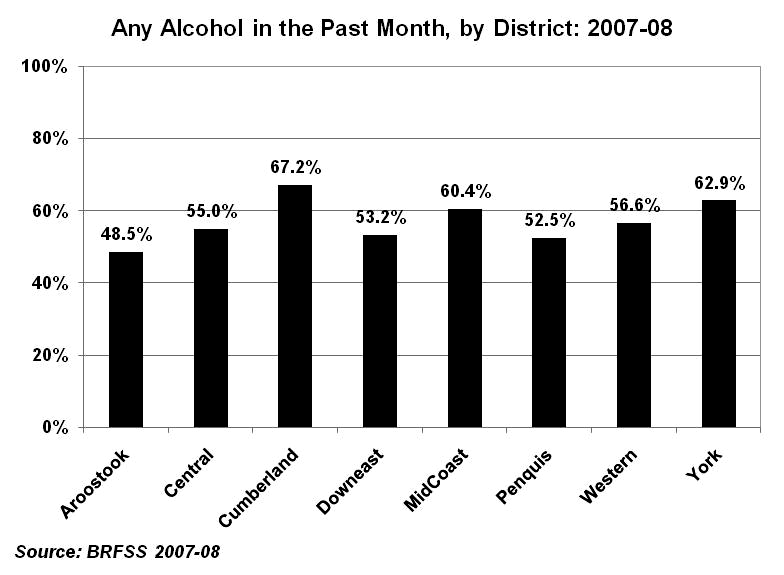 Any Alcohol in the Past Month, by District: 2007-08
100%
80%
60%
40%
20%
0%
48.5%
55.0%
67.2%
53.2%
60.4%
52.5%
56.6%
62.9%
Aroostook
Central
Cumberland
Downeast
MidCoast
Penquis
Western
York
Source: BRFSS 2007-08